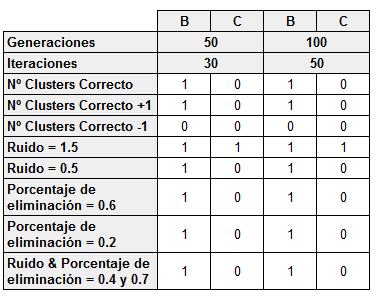 B C B C
Generaciones 50 100
Iteraciones 30 50
Nº Clusters Correcto 1 0 1 0
Nº Clusters Correcto +1 1 0 1 0
Nº Clusters Correcto -1 0 0 0 0
Ruido = 1.5 1 1 1 1
Ruido = 0.5 1 0 1 0
Porcentaje de
eliminación = 0.6 1 0 1 0
Porcentaje de
eliminación = 0.2 1 0 1 0
Ruido & Porcentaje de
eliminación = 0.4 y 0.7 1 0 1 0